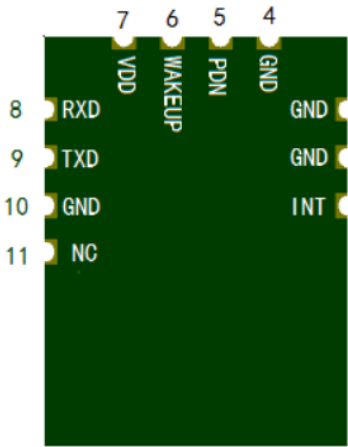 7 6 5 4
VDD WAKEUP PDN GND
8 RXD GND
9 TXD GND
10 GND INT
11 NC